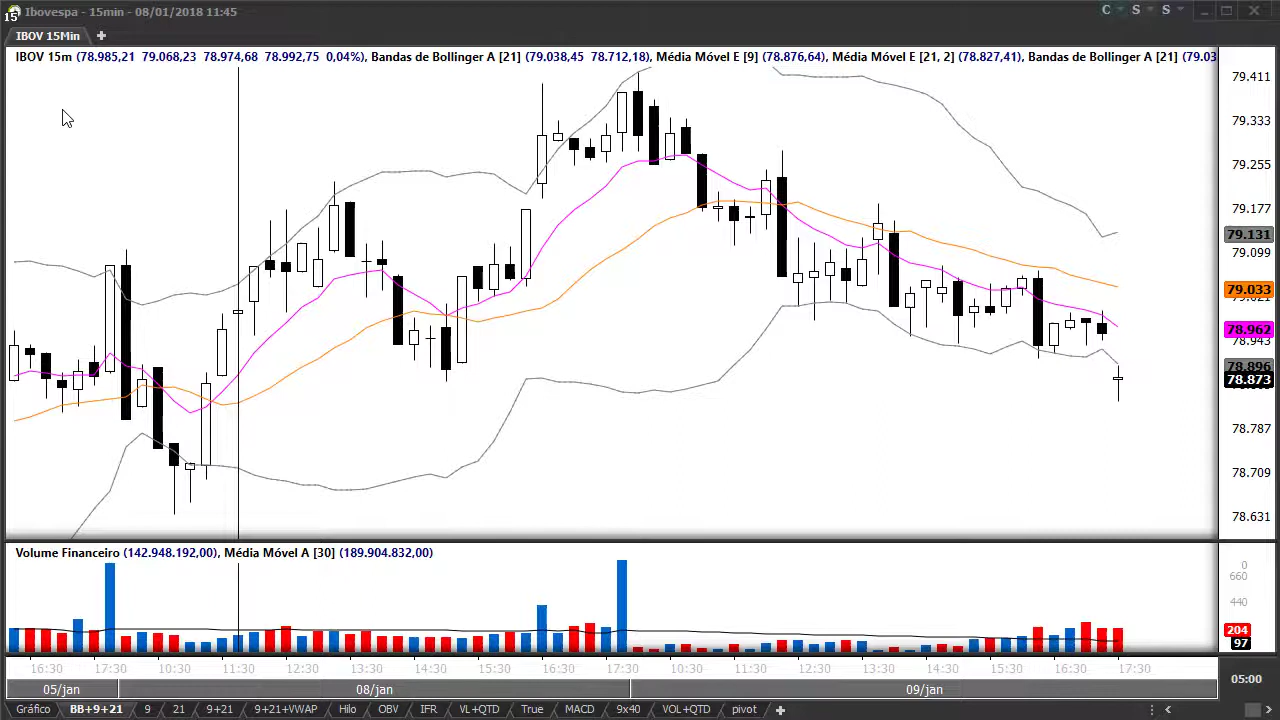 Ibovespa - 15min - 08/01/2018 11:45
C S S
15
IBOV 15Min
IBOV 15m (78.985,21 79.068,23 78.974,68 78.992,75 0,04%), Bandas de Bollinger A [21] (79.038,45 78.712,18), Média Móvel E [9] (78.876,64), Média Móvel E [21, 2] (78.827,41), Bandas de Bollinger A [21] (79.03
79.411
79.333
79.255
79.177
79.131
79.099
79.033
79.021
78.962
78.943
78.896
78.873
78.787
78.709
78.631
Volume Financeiro (142.948.192,00), Média Móvel A [30] (189.904.832,00)
0
660
440
204
97
16:30 17:30 10:30 11:30 12:30 13:30 14:30 15:30 16:30 17:30 10:30 11:30 12:30 13:30 14:30 15:30 16:30 17:30
05:00
05/jan 08/jan 09/jan
Gráfico BB+9+21 9 21 9+21 9+21+VWAP Hilo OBV IFR VL+QTD True MACD 9x40 VOL+QTD pivot